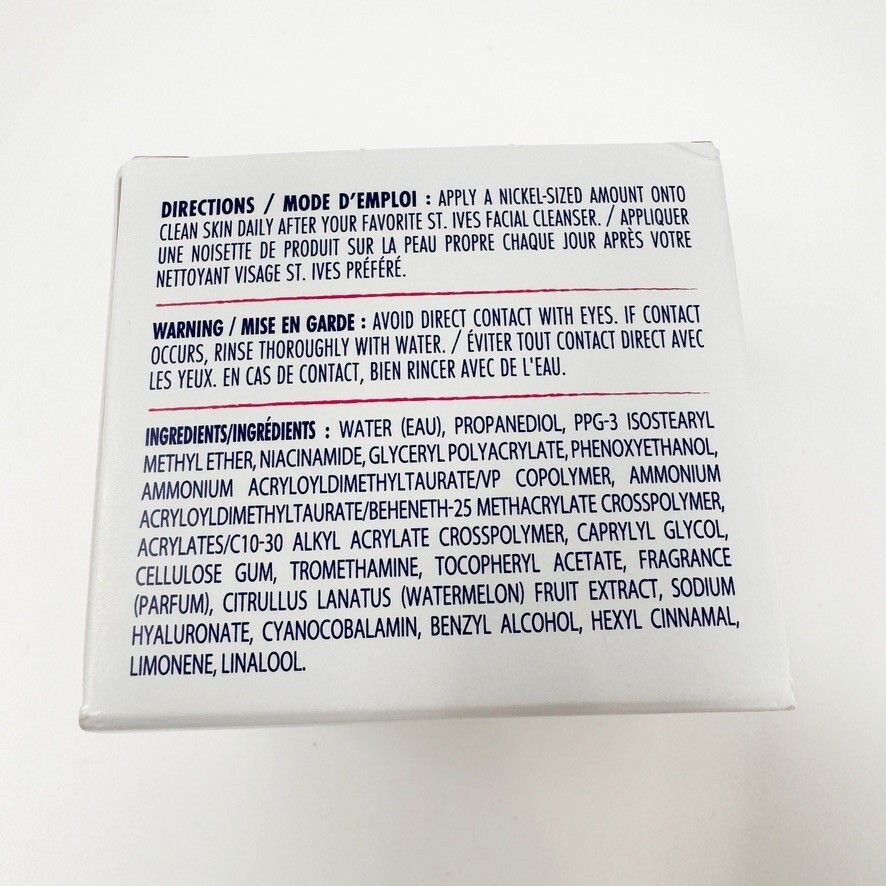 DIRECTIONS / MODE D'EMPLOI : APPLY A NICKEL-SIZED AMOUNT ONTO
CLEAN SKIN DAILY AFTER YOUR FAVORITE ST. IVES FACIAL CLEANSER. / APPLIQUER
UNE NOISETTE DE PRODUIT SUR LA PEAU PROPRE CHAQUE JOUR APRÈS VOTRE
NETTOYANT VISAGE ST. IVES PRÉFÉRÉ.
WARNING / MISE EN GARDE : AVOID DIRECT CONTACT WITH EYES. IF CONTACT
OCCURS, RINSE THOROUGHLY WITH WATER. / ÉVITER TOUT CONTACT DIRECT AVEC
LES YEUX. EN CAS DE CONTACT, BIEN RINCER AVEC DE L'EAU.
INGREDIENTS/INGRÉDIENTS : WATER (EAU), PROPANEDIOL, PPG-3 ISOSTEARYL
METHYL ETHER, NIACINAMIDE, GLYCERYL POLYACRYLATE, PHENOXYETHANOL,
AMMONIUM ACRYLOYLDIMETHYLTAURATE/VP COPOLYMER, AMMONIUM
ACRYLOYLDIMETHYLTAURATE/BEHENETH-25 METHACRYLATE CROSSPOLYMER,
ACRYLATES/C10-30 ALKYL ACRYLATE CROSSPOLYMER, CAPRYLYL GLYCOL,
CELLULOSE GUM, TROMETHAMINE, TOCOPHERYL ACETATE, FRAGRANCE
(PARFUM), CITRULLUS LANATUS (WATERMELON) FRUIT EXTRACT, SODIUM
HYALURONATE, CYANOCOBALAMIN, BENZYL ALCOHOL, HEXYL CINNAMAL,
LIMONENE, LINALOOL.